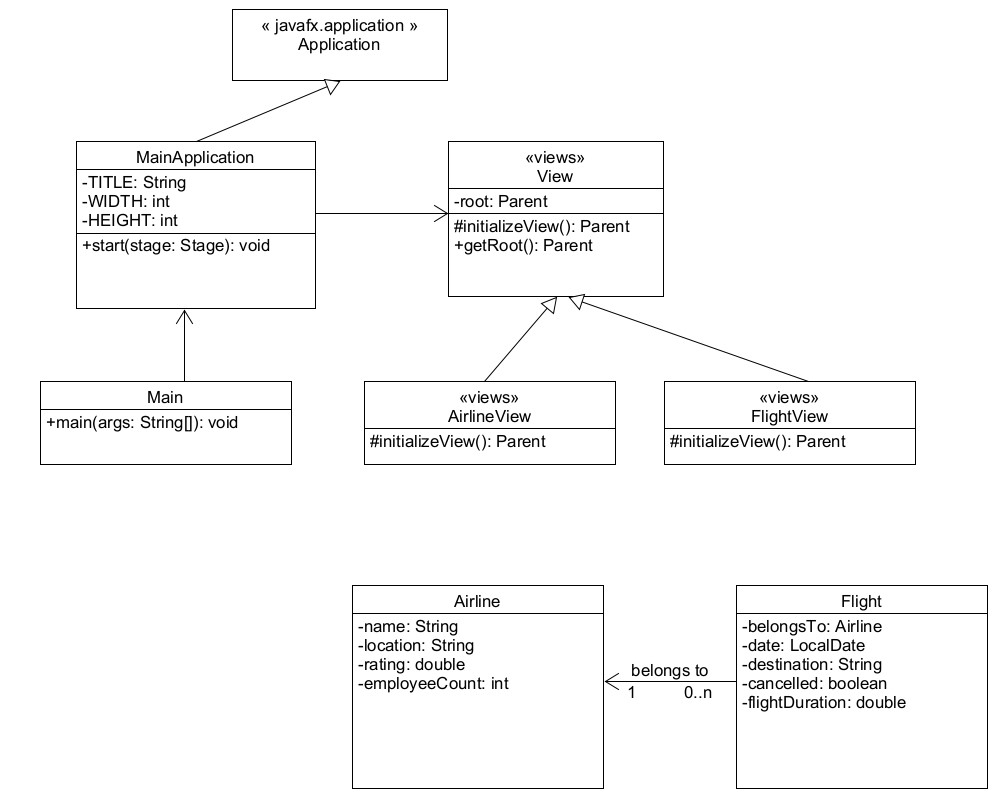 « javafx.application »
Application
MainApplication
-TITLE: String
-WIDTH: int
-HEIGHT: int
+start(stage: Stage): void
«views»
View
-root: Parent
#initializeView(): Parent
+getRoot(): Parent
Main
+main(args: String[]): void
«views»
AirlineView
#initializeView(): Parent
«views»
FlightView
#initializeView(): Parent
Airline
-name: String
-location: String
-rating: double
-employeeCount: int
belongs to
1 0..n
Flight
-belongsTo: Airline
-date: LocalDate
-destination: String
-cancelled: boolean
-flightDuration: double